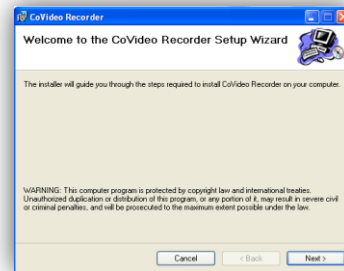 CoVideo Recorder
Welcome to the CoVideo Recorder Setup Wizard
The installer will guide you through the steps required to install CoVideo Recorder on your computer.
WARNING: This computer program is protected by copyright law and international treaties.
Unauthorized duplication or distribution of this program, or any portion of it, may result in severe civil
or criminal penalties, and will be prosecuted to the maximum extent possible under the law.
Cancel
< Back
Next >